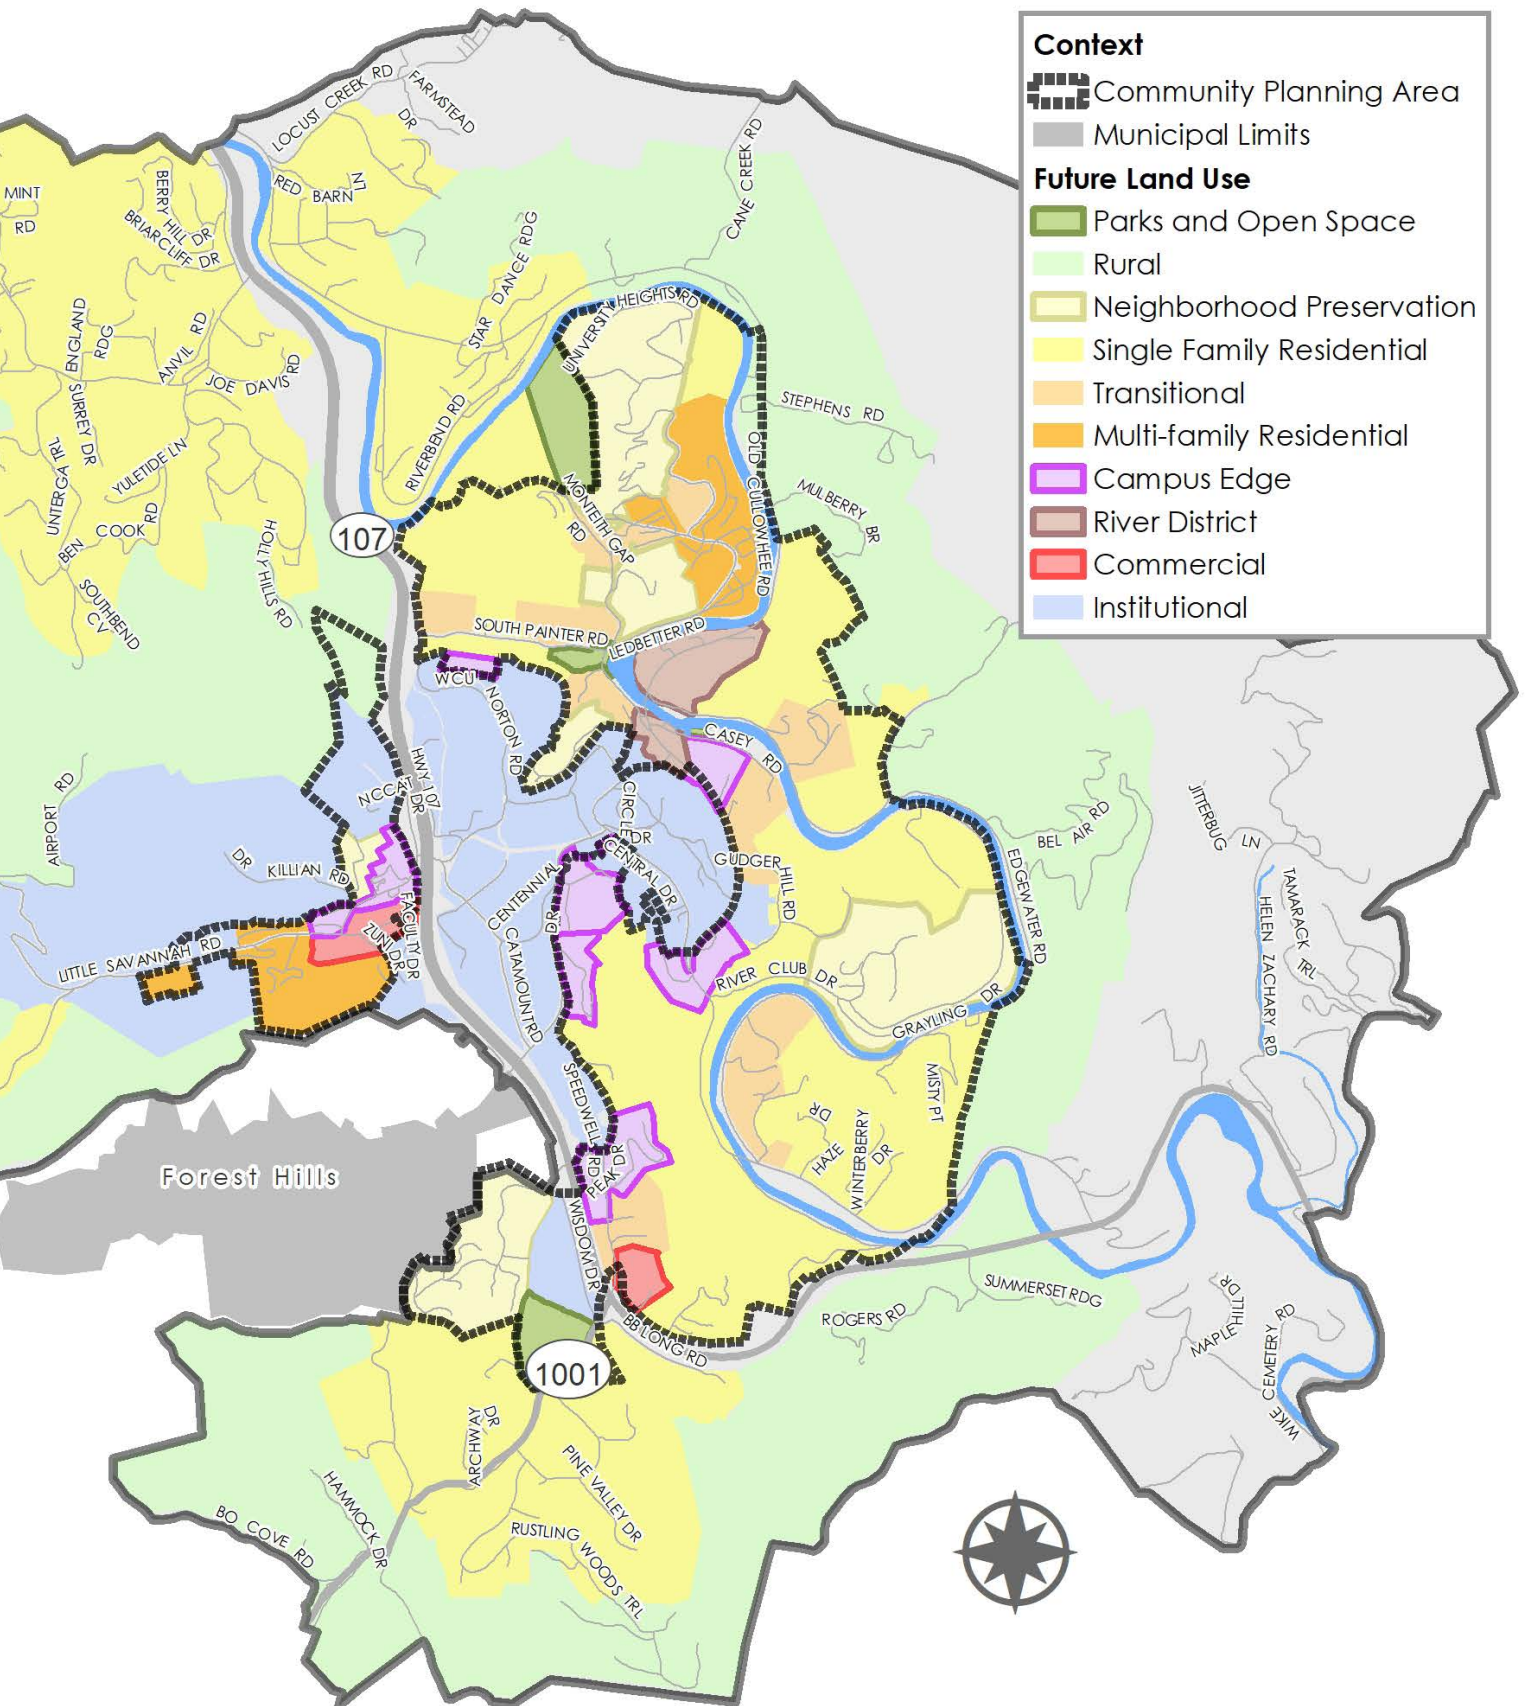 Context
Community Planning Area
Municipal Limits
Future Land Use
Parks and Open Space
Rural
Neighborhood Preservation
Single Family Residential
Transitional
Multi-family Residential
Campus Edge
River District
Commercial
Institutional
LOCUST CREEK RD
FARMSTEAD
DR
RED BARN
LN
MINT
RD
BERRY HILL DR
BRIARCLIFF DR
CANE CREEK RD
STAR DANCE RDG
UNIVERSITY HEIGHTS RD
ENGLAND
RDG
ANVIL RD
JOE DAVIS RD
SURREY DR
UNTERGA TRL
YULETIDE LN
BEN COOK RD
RIVERBEND RD
STEPHENS RD
OLD CULLOWHEE RD
MULBERRY
BR
MONTEITH GAP
RD
107
HOLLY HILLS RD
SOUTHBEND
CV
SOUTH PAINTER RD
LEDBETTER RD
WCU
NORTON RD
CASEY RD
HWY 107
NCCAT DR
CIRCLE DR
AIRPORT RD
KILLIAN RD
DR
CENTRAL DR
GUDGER
HILL RD
BEL AIR RD
JITTERBUG
LN
TAMARACK
TRL
HELEN ZACHARY RD
EDGEWATER RD
CENTENNIAL
DR
FACULTY DR
ZUNI DR
CATAMOUNT RD
LITTLE SAVANNAH RD
RIVER CLUB DR
GRAYLING DR
MISTY PT
SPEEDWELL
RD
PEAK DR
HAZE
DR
WINTERBERRY
DR
Forest Hills
WISDOM DR
BB LONG RD
SUMMERSET RDG
ROGERS RD
MAPLE HILL DR
WIKE CEMETERY RD
1001
ARCHWAY
DR
PINE VALLEY DR
HAMMOCK DR
BO COVE RD
RUSTLING WOODS TRL